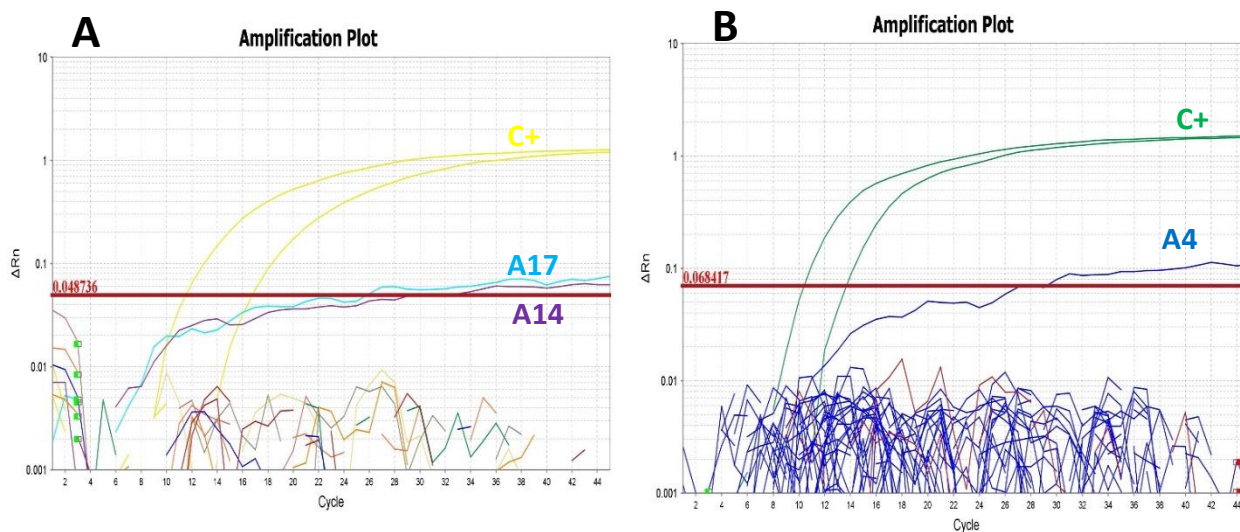 A
Amplification Plot
10
1
0.1
0.01
0.001
ΔRn
0.048736
C+
A17
A14
2 4 6 8 10 12 14 16 18 20 22 24 26 28 30 32 34 36 38 40 42 44
Cycle
B
Amplification Plot
10
1
0.1
0.01
0.001
ΔRn
0.068417
C+
A4
2 4 6 8 10 12 14 16 18 20 22 24 26 28 30 32 34 36 38 40 42 44
Cycle